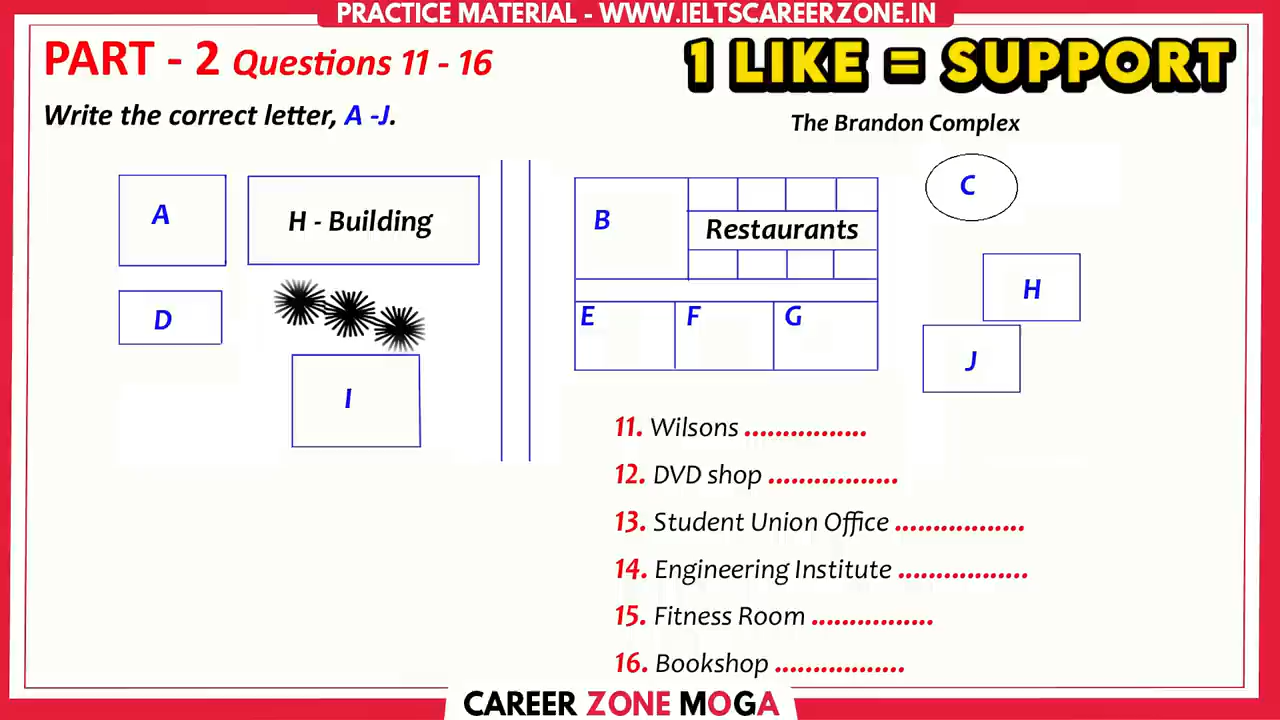 PRACTICE MATERIAL - WWW.IELTSCAREERZONE.IN
PART - 2 Questions 11 - 16
1 LIKE = SUPPORT
Write the correct letter, A -J.
The Brandon Complex
A
H - Building
B
Restaurants
C
D
E
F
G
H
I
J
11. Wilsons ................
12. DVD shop .................
13. Student Union Office .................
14. Engineering Institute .................
15. Fitness Room ................
16. Bookshop .................
CAREER ZONE MOGA